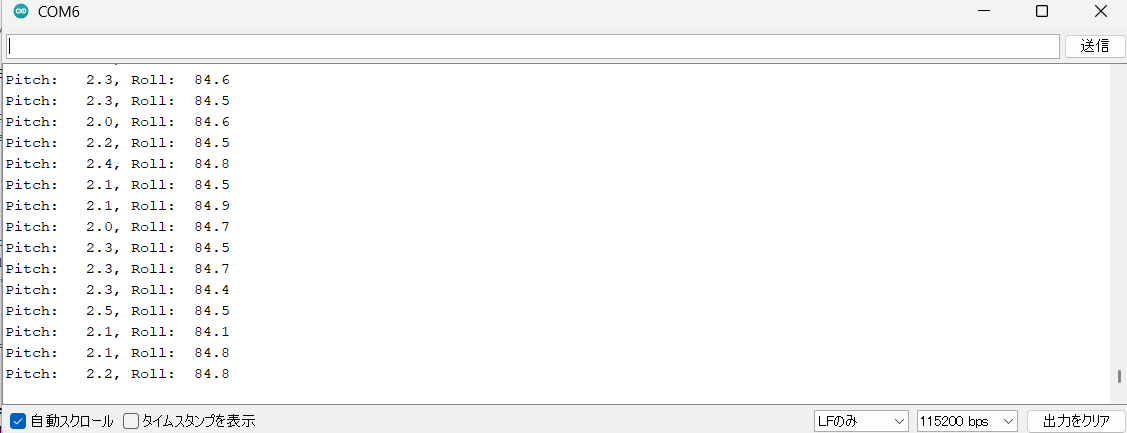 COM6
送信
Pitch:   2.3, Roll:  84.6
Pitch:   2.3, Roll:  84.5
Pitch:   2.0, Roll:  84.6
Pitch:   2.2, Roll:  84.5
Pitch:   2.4, Roll:  84.8
Pitch:   2.1, Roll:  84.5
Pitch:   2.1, Roll:  84.9
Pitch:   2.0, Roll:  84.7
Pitch:   2.3, Roll:  84.5
Pitch:   2.3, Roll:  84.7
Pitch:   2.3, Roll:  84.4
Pitch:   2.5, Roll:  84.5
Pitch:   2.1, Roll:  84.1
Pitch:   2.1, Roll:  84.8
Pitch:   2.2, Roll:  84.8
自動スクロール タイムスタンプを表示 LFのみ 115200 bps 出力をクリア